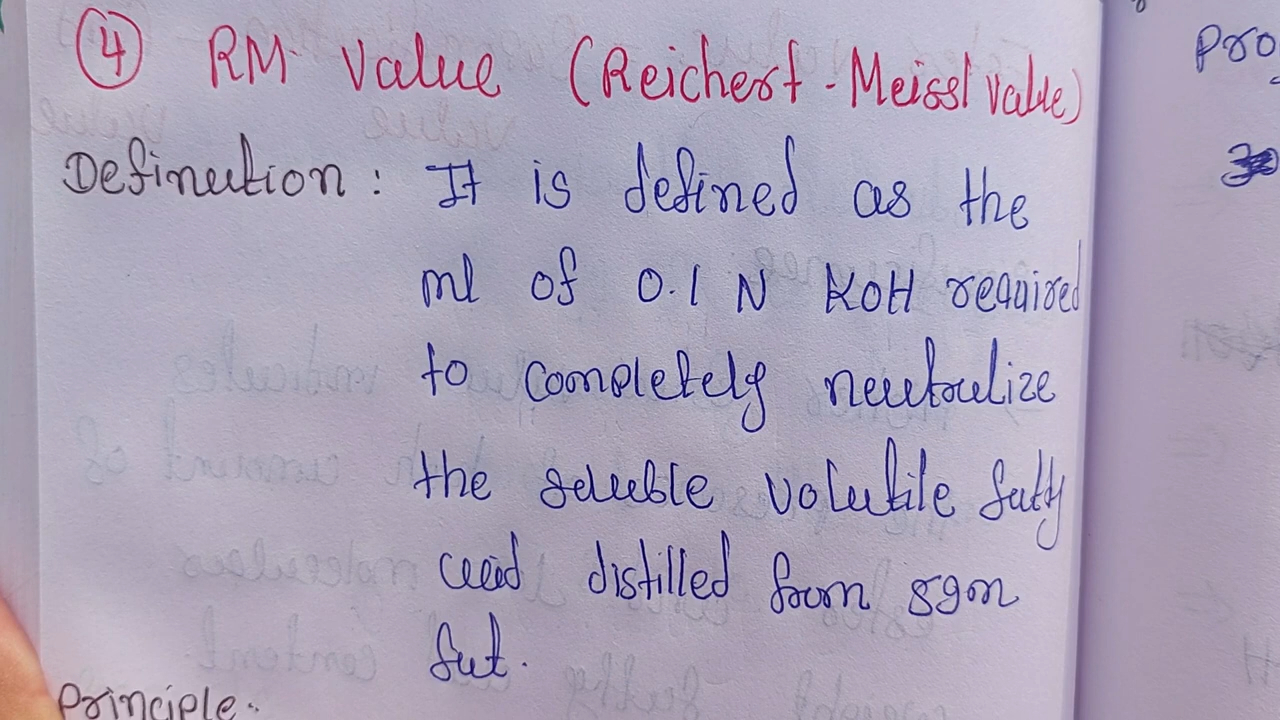 ④ RM Value (Reichert-Meissl value)
Definition: It is defined as the
ml of 0.1 N KOH required
to completely neutralize
the soluble volatile fatty
acid distilled from 5gm
fat.
Principle:
Pro